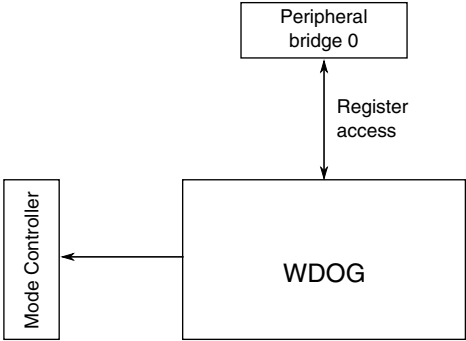 Peripheral
bridge 0
Register
access
Mode Controller
WDOG